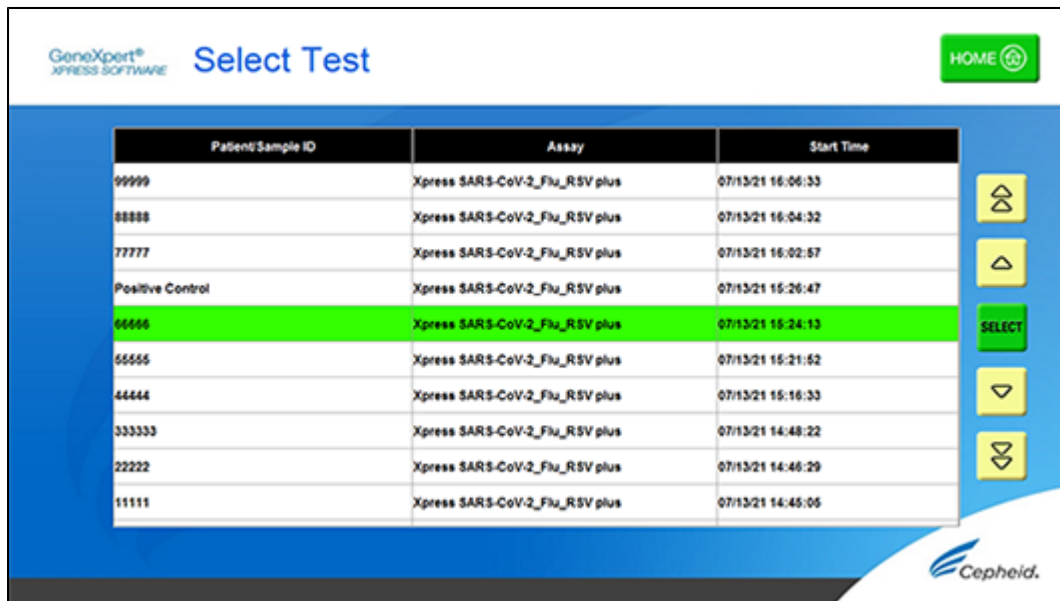 GeneXpert®
XPRESS SOFTWARE
Select Test
HOME
Patient/Sample ID Assay Start Time
99999 Xpress SARS-CoV-2_Flu_RSV plus 07/13/21 16:06:33
88888 Xpress SARS-CoV-2_Flu_RSV plus 07/13/21 16:04:32
77777 Xpress SARS-CoV-2_Flu_RSV plus 07/13/21 16:02:57
Positive Control Xpress SARS-CoV-2_Flu_RSV plus 07/13/21 15:26:47
66666 Xpress SARS-CoV-2_Flu_RSV plus 07/13/21 15:24:13
SELECT
55555 Xpress SARS-CoV-2_Flu_RSV plus 07/13/21 15:21:52
44444 Xpress SARS-CoV-2_Flu_RSV plus 07/13/21 15:16:33
333333 Xpress SARS-CoV-2_Flu_RSV plus 07/13/21 14:48:22
22222 Xpress SARS-CoV-2_Flu_RSV plus 07/13/21 14:46:29
11111 Xpress SARS-CoV-2_Flu_RSV plus 07/13/21 14:45:05
Cepheid.